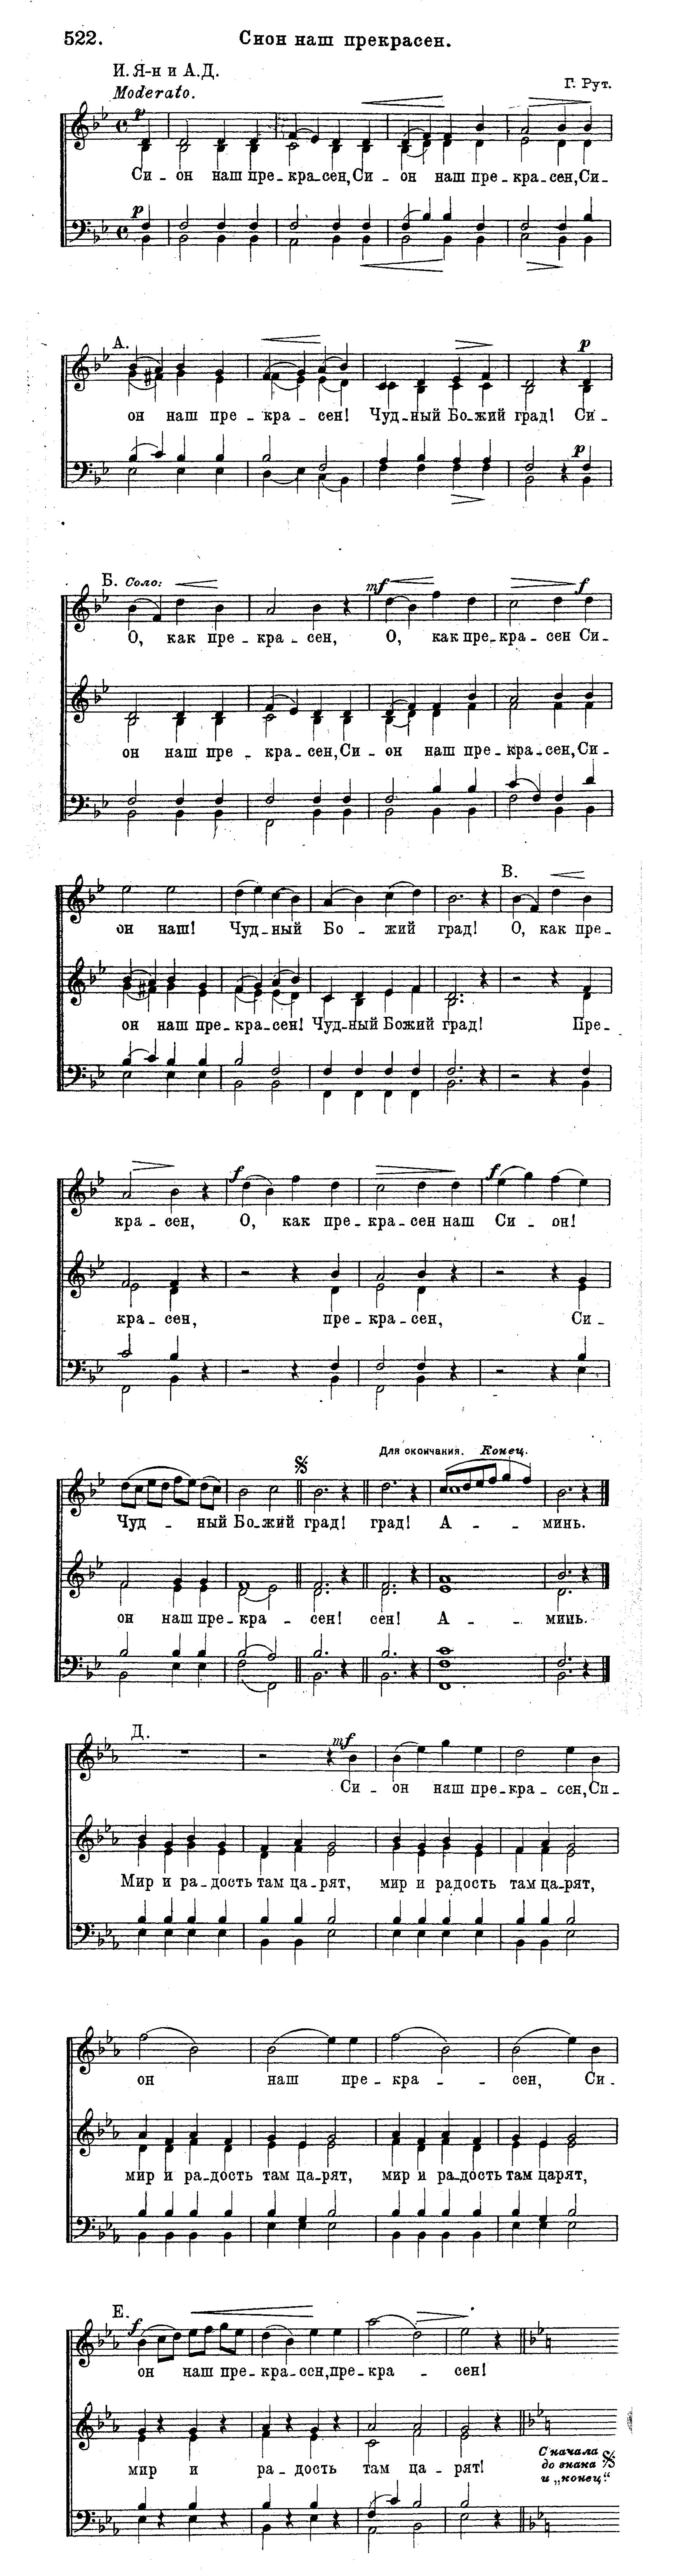 522. Сион наш прекрасен.
И. Я-н и А.Д.
Moderato.
Г. Рут.
p
Си - он наш пре - кра - сен, Си - он наш пре - кра - сен, Си -
p
А.
p
он наш пре - кра - сен! Чуд - ный Бо - жий град! Си -
p
Б. Соло:
mf f
О, как пре - кра - сен, О, как пре - кра - сен Си -
он наш пре - кра - сен, Си - он наш пре - кра - сен, Си -
В.
он наш! Чуд - ный Бо - жий град! О, как пре -
он наш пре - кра - сен! Чуд - ный Божий град! Пре -
f f
кра - сен, О, как пре - кра - сен наш Си - он!
кра - сен, пре - кра - сен, Си -
Для окончания. Конец.
Чуд - ный Бо - жий град! град! А - - - минь.
он наш пре - кра - сен! сен! А - - - минь.
Д.
mf
Си - он наш пре - кра - сен, Си -
Мир и ра - дость там ца - рят, мир и радость там ца - рят,
он наш пре - кра - - сен, Си -
мир и ра - дость там ца - рят, мир и ра - дость там царят,
Е.
f
он наш пре - кра - сен, пре - кра - сен!
мир и ра - дость там ца - рят!
С начала
до знака
и „конец."